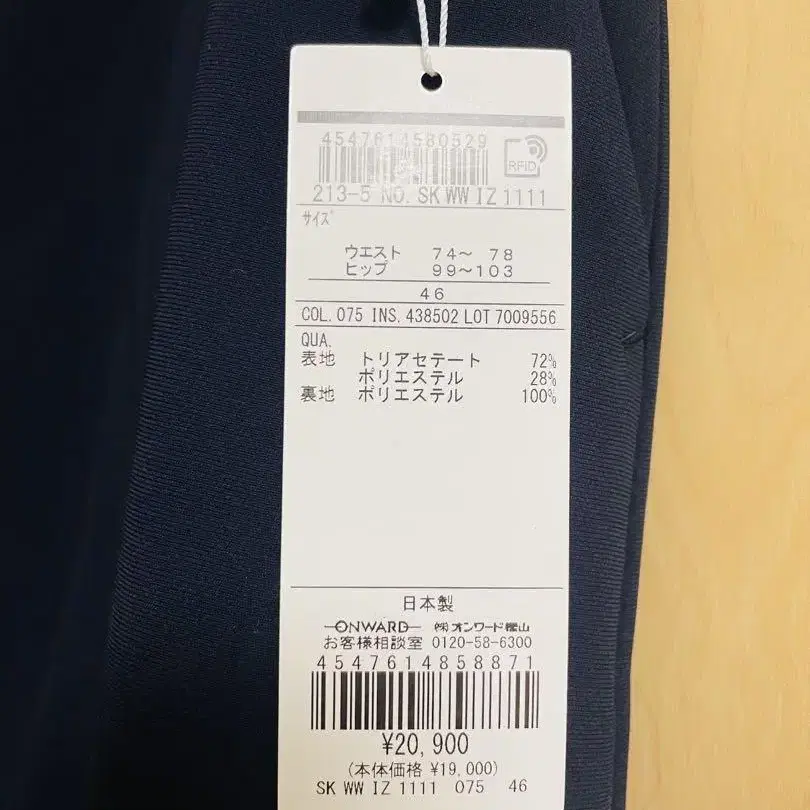 4547614580529
RFID
213-5 NO. SK WW IZ 1111
サイズ
ウエスト 74～ 78
ヒップ 99～103
46
COL. 075 INS. 438502 LOT 7009556
QUA.
表地 トリアセテート 72%
ポリエステル 28%
裏地 ポリエステル 100%
日本製
ONWARD ㈱オンワード樫山
お客様相談室 0120-58-6300
4547614858871
¥20,900
(本体価格 ¥19,000)
SK WW IZ 1111 075 46